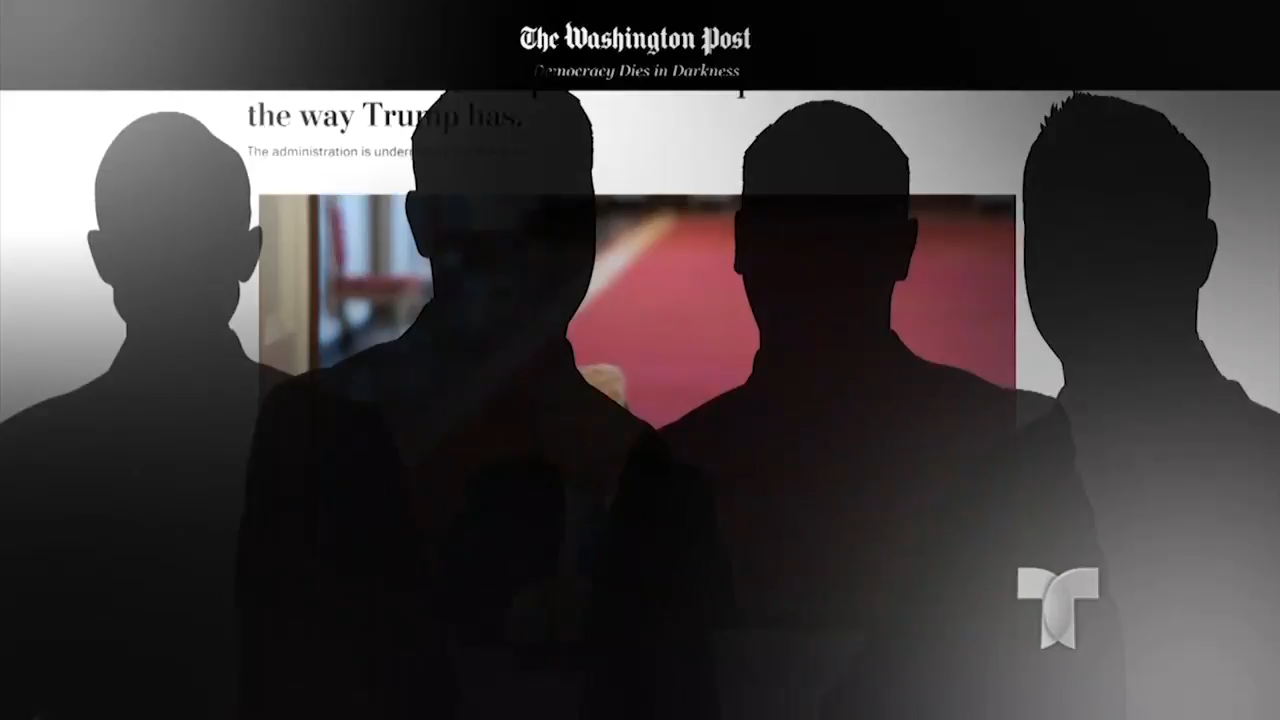 The Washington Post
Democracy Dies in Darkness
the way Trump has.
The administration is under